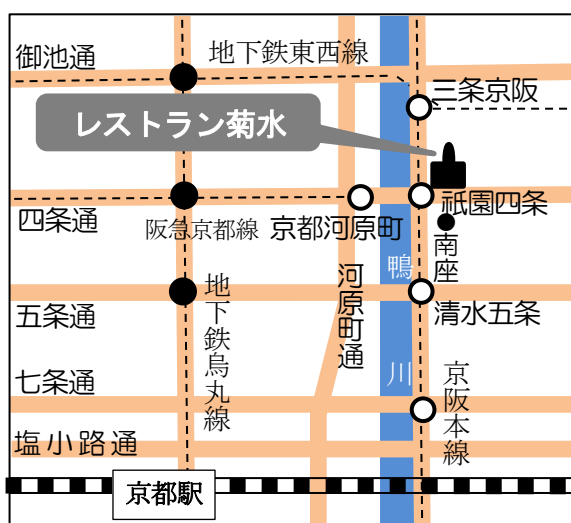 御池通
地下鉄東西線
三条京阪
レストラン菊水
四条通
阪急京都線
京都河原町
祇園四条
南座
鴨川
河原町通
地下鉄烏丸線
五条通
清水五条
七条通
京阪本線
塩小路通
京都駅